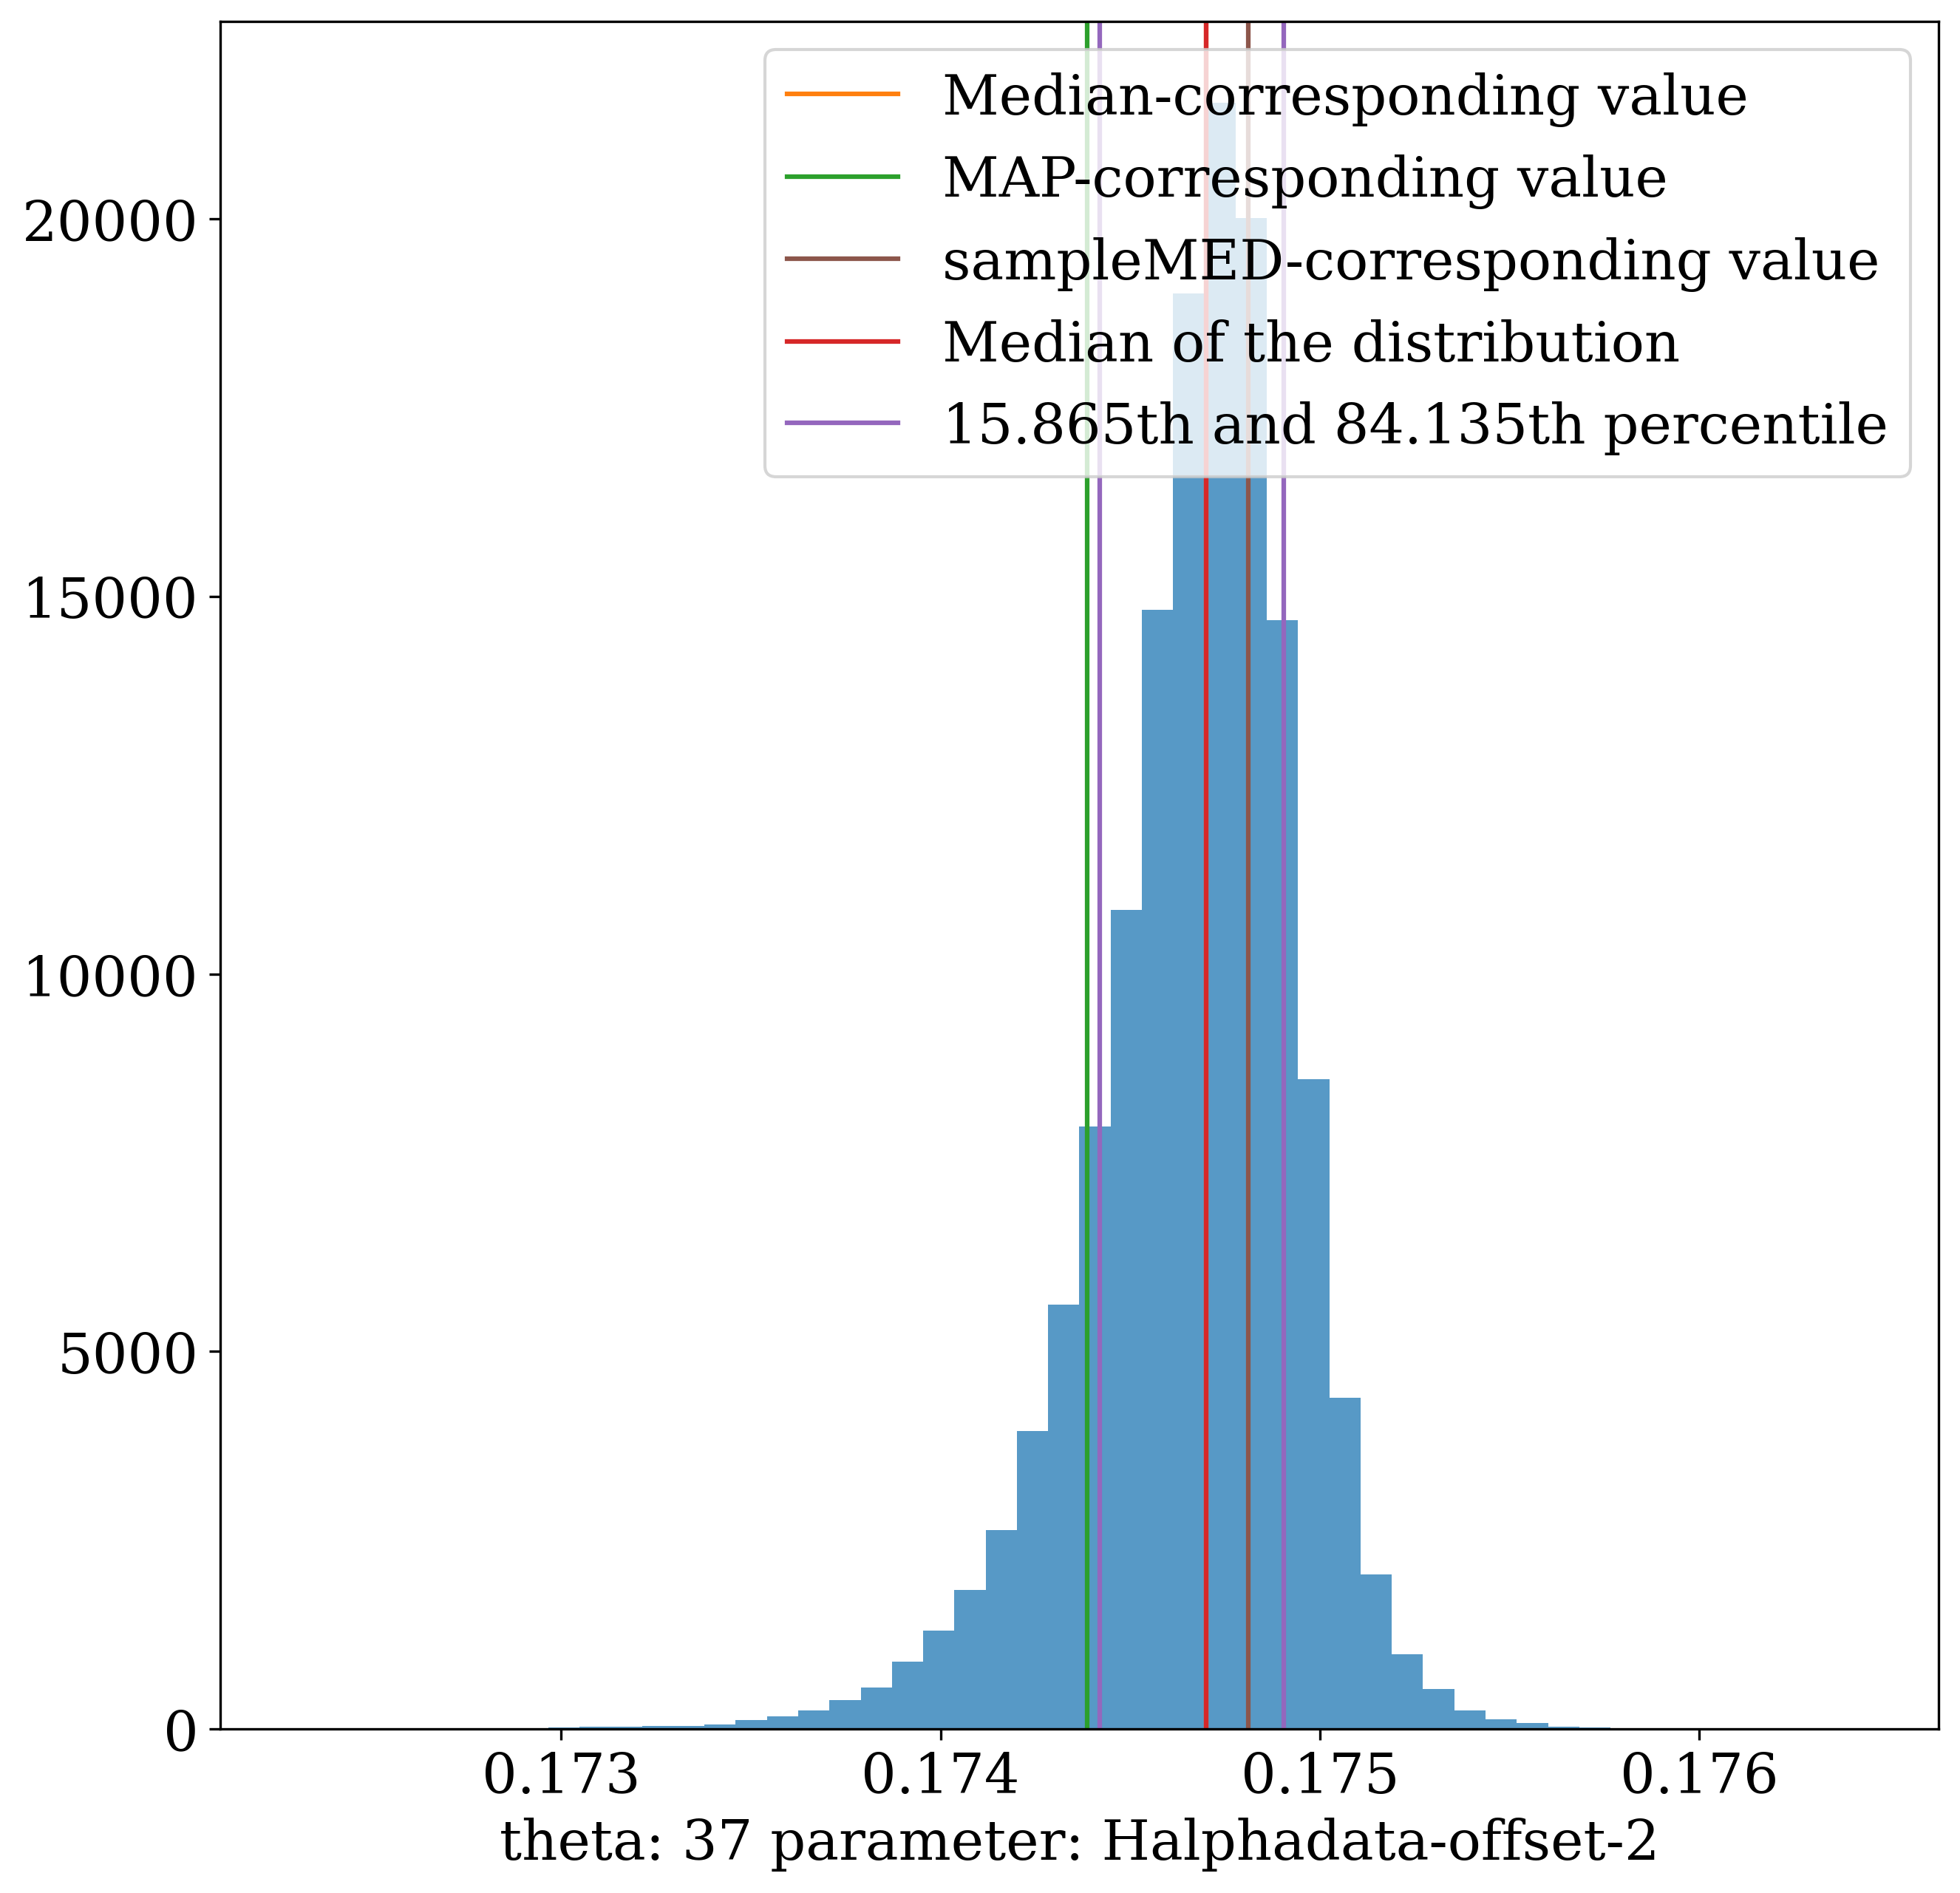 Median-corresponding value
MAP-corresponding value
sampleMED-corresponding value
Median of the distribution
15.865th and 84.135th percentile
20000
15000
10000
5000
0
0.173 0.174 0.175 0.176
theta: 37 parameter: Halphadata-offset-2